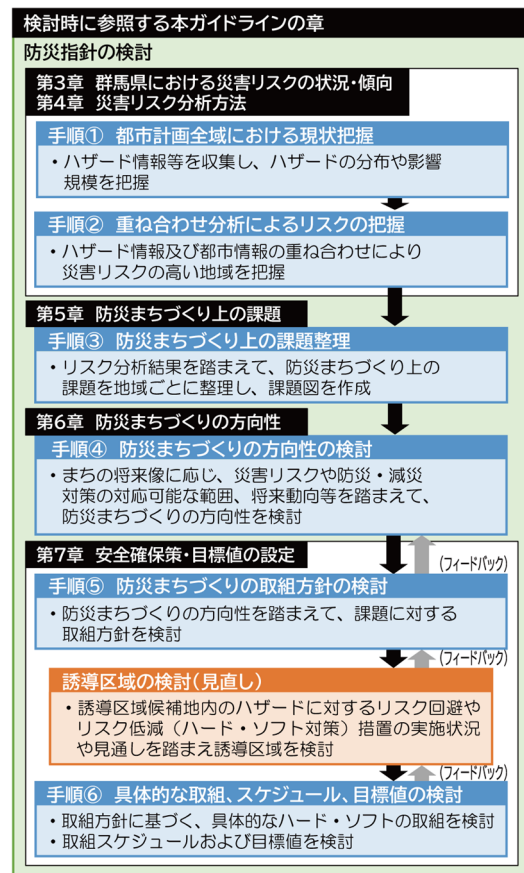 検討時に参照する本ガイドラインの章
防災指針の検討
第3章 群馬県における災害リスクの状況・傾向
第4章 災害リスク分析方法
手順① 都市計画全域における現状把握
・ハザード情報等を収集し、ハザードの分布や影響
規模を把握
手順② 重ね合わせ分析によるリスクの把握
・ハザード情報及び都市情報の重ね合わせにより
災害リスクの高い地域を把握
第5章 防災まちづくり上の課題
手順③ 防災まちづくり上の課題整理
・リスク分析結果を踏まえて、防災まちづくり上の
課題を地域ごとに整理し、課題図を作成
第6章 防災まちづくりの方向性
手順④ 防災まちづくりの方向性の検討
・まちの将来像に応じ、災害リスクや防災・減災
対策の対応可能な範囲、将来動向等を踏まえて、
防災まちづくりの方向性を検討
第7章 安全確保策・目標値の設定
(フィードバック)
手順⑤ 防災まちづくりの取組方針の検討
・防災まちづくりの方向性を踏まえて、課題に対する
取組方針を検討
(フィードバック)
誘導区域の検討(見直し)
・誘導区域候補地内のハザードに対するリスク回避や
リスク低減（ハード・ソフト対策）措置の実施状況
や見通しを踏まえ誘導区域を検討
(フィードバック)
手順⑥ 具体的な取組、スケジュール、目標値の検討
・取組方針に基づく、具体的なハード・ソフトの取組を検討
・取組スケジュールおよび目標値を検討